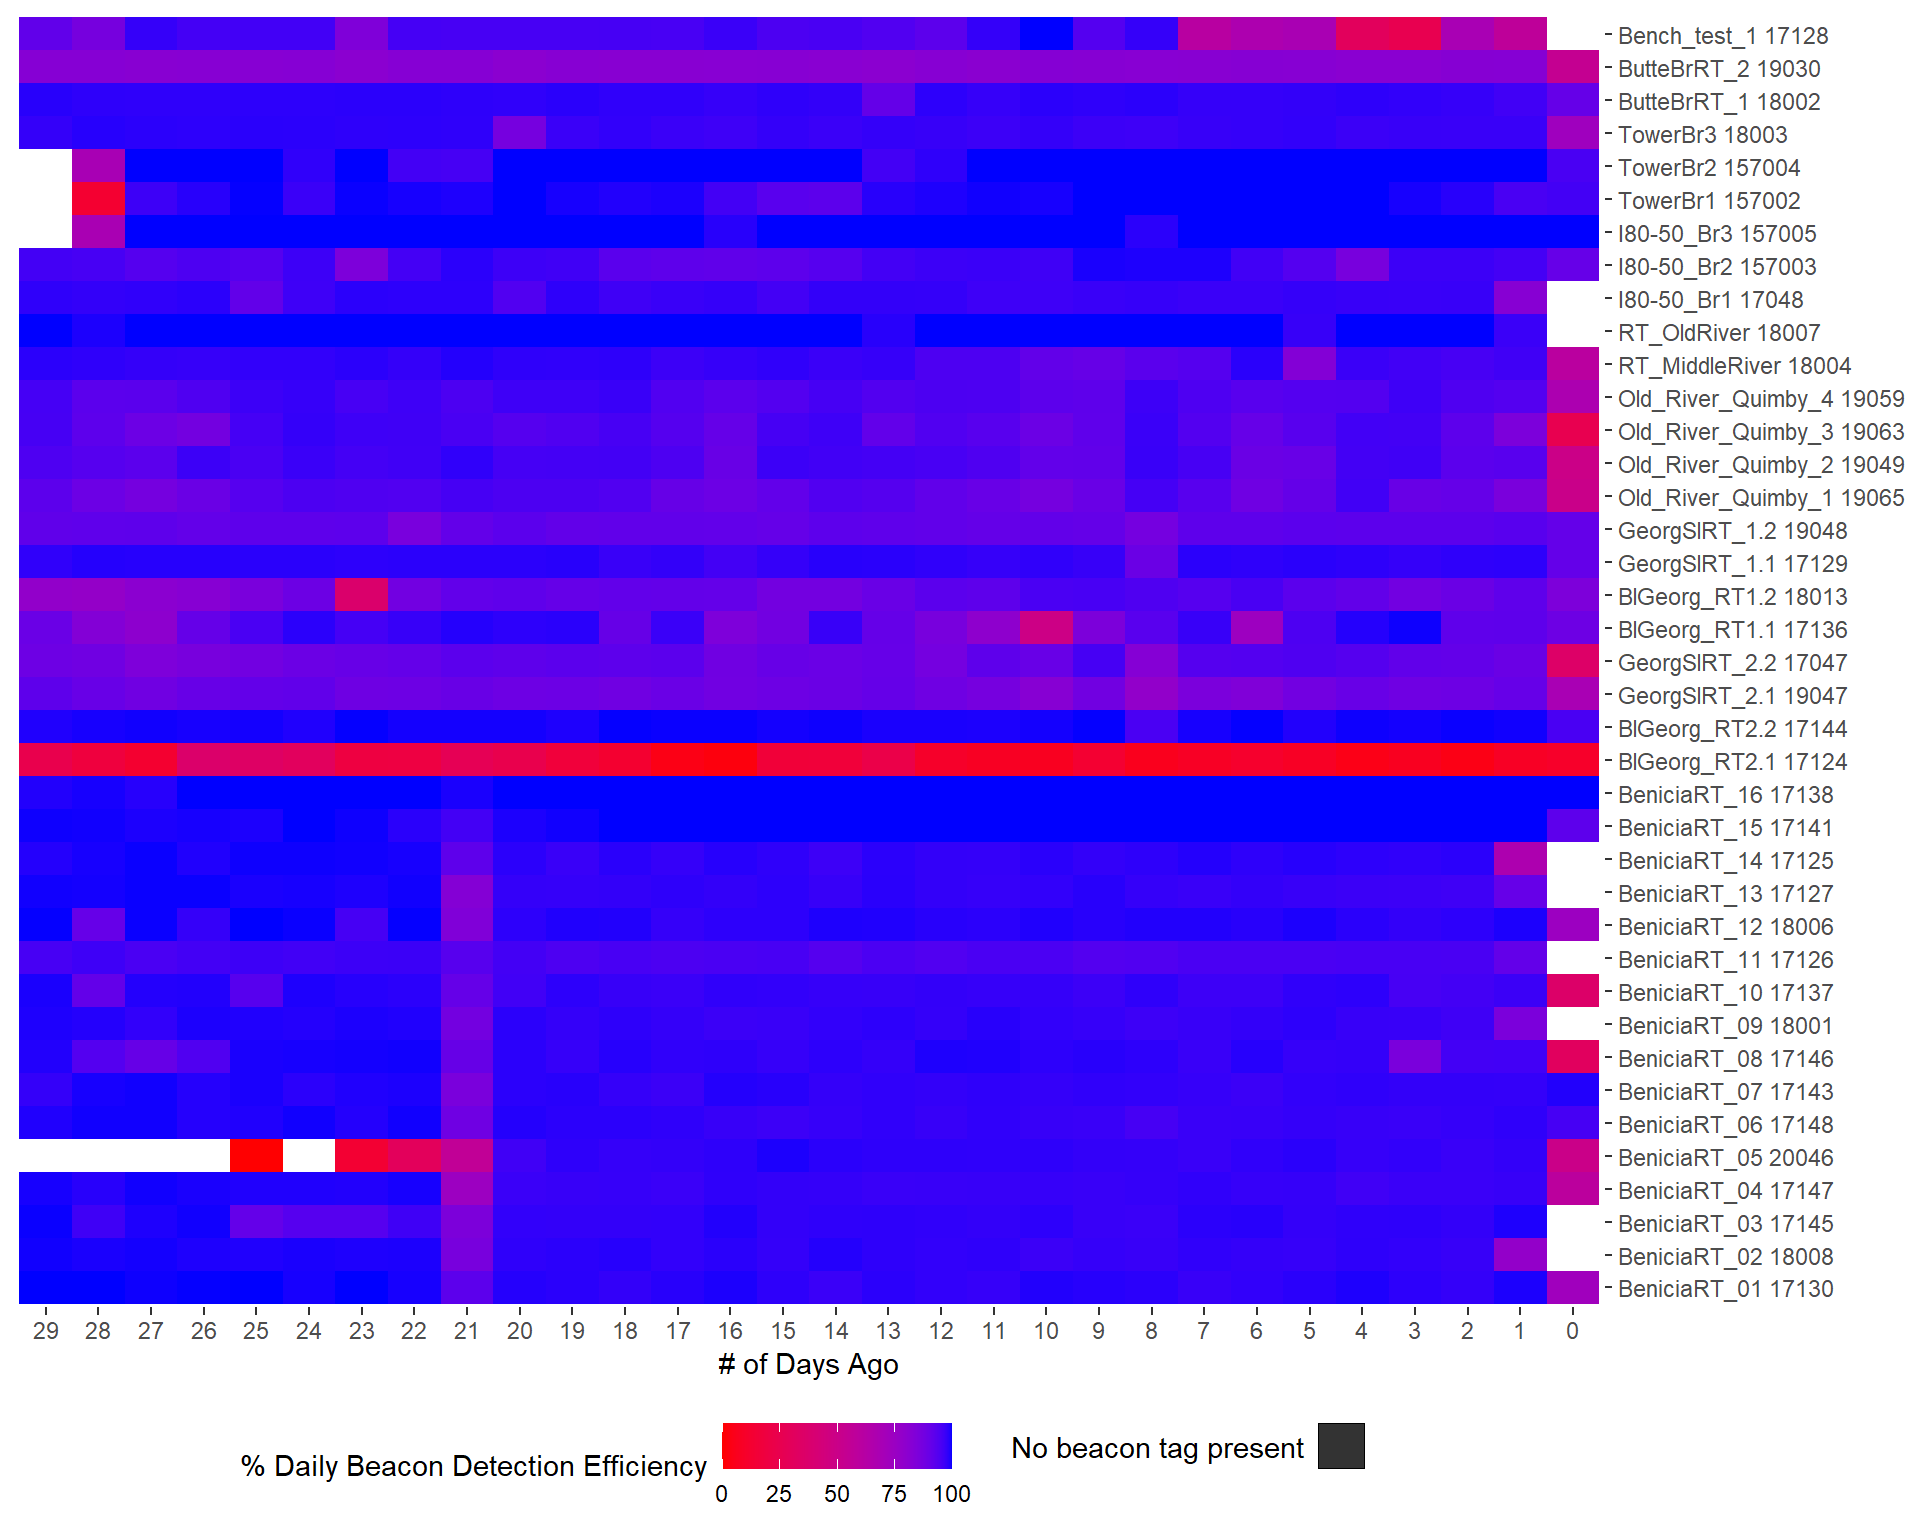 Bench_test_1 17128
ButteBrRT_2 19030
ButteBrRT_1 18002
TowerBr3 18003
TowerBr2 157004
TowerBr1 157002
I80-50_Br3 157005
I80-50_Br2 157003
I80-50_Br1 17048
RT_OldRiver 18007
RT_MiddleRiver 18004
Old_River_Quimby_4 19059
Old_River_Quimby_3 19063
Old_River_Quimby_2 19049
Old_River_Quimby_1 19065
GeorgSlRT_1.2 19048
GeorgSlRT_1.1 17129
BlGeorg_RT1.2 18013
BlGeorg_RT1.1 17136
GeorgSlRT_2.2 17047
GeorgSlRT_2.1 19047
BlGeorg_RT2.2 17144
BlGeorg_RT2.1 17124
BeniciaRT_16 17138
BeniciaRT_15 17141
BeniciaRT_14 17125
BeniciaRT_13 17127
BeniciaRT_12 18006
BeniciaRT_11 17126
BeniciaRT_10 17137
BeniciaRT_09 18001
BeniciaRT_08 17146
BeniciaRT_07 17143
BeniciaRT_06 17148
BeniciaRT_05 20046
BeniciaRT_04 17147
BeniciaRT_03 17145
BeniciaRT_02 18008
BeniciaRT_01 17130
29 28 27 26 25 24 23 22 21 20 19 18 17 16 15 14 13 12 11 10 9 8 7 6 5 4 3 2 1 0
# of Days Ago
% Daily Beacon Detection Efficiency
0 25 50 75 100
No beacon tag present